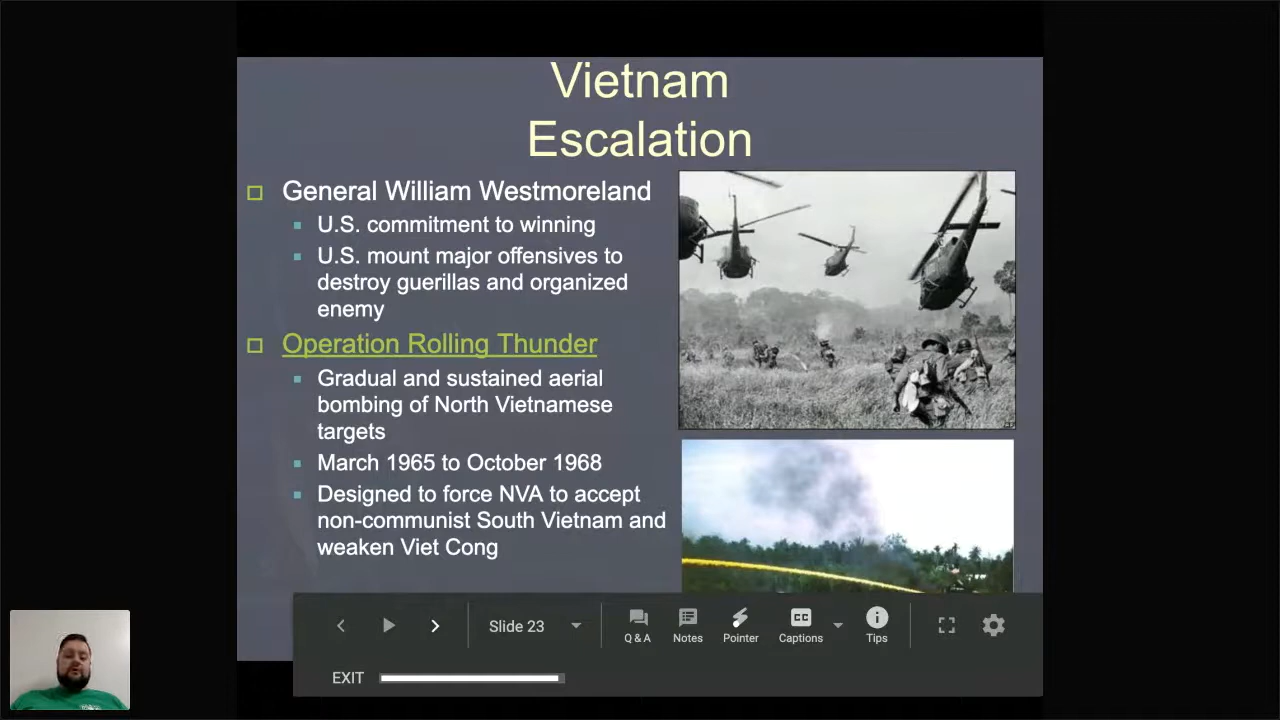 Vietnam
Escalation
General William Westmoreland
U.S. commitment to winning
U.S. mount major offensives to
destroy guerillas and organized
enemy
Operation Rolling Thunder
Gradual and sustained aerial
bombing of North Vietnamese
targets
March 1965 to October 1968
Designed to force NVA to accept
non-communist South Vietnam and
weaken Viet Cong
Slide 23
Q & A
Notes
Pointer
CC
Captions
Tips
EXIT